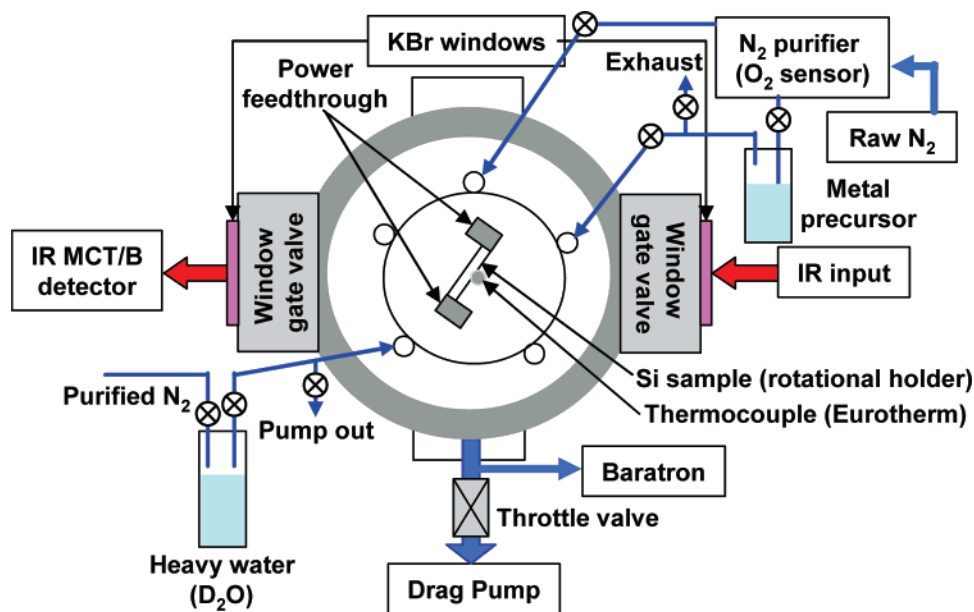 KBr windows
N2 purifier
(O2 sensor)
Exhaust
Power
feedthrough
Raw N2
Metal
precursor
Window
gate valve
Window
gate valve
IR MCT/B
detector
IR input
Si sample (rotational holder)
Thermocouple (Eurotherm)
Purified N2
Pump out
Baratron
Throttle valve
Heavy water
(D2O)
Drag Pump